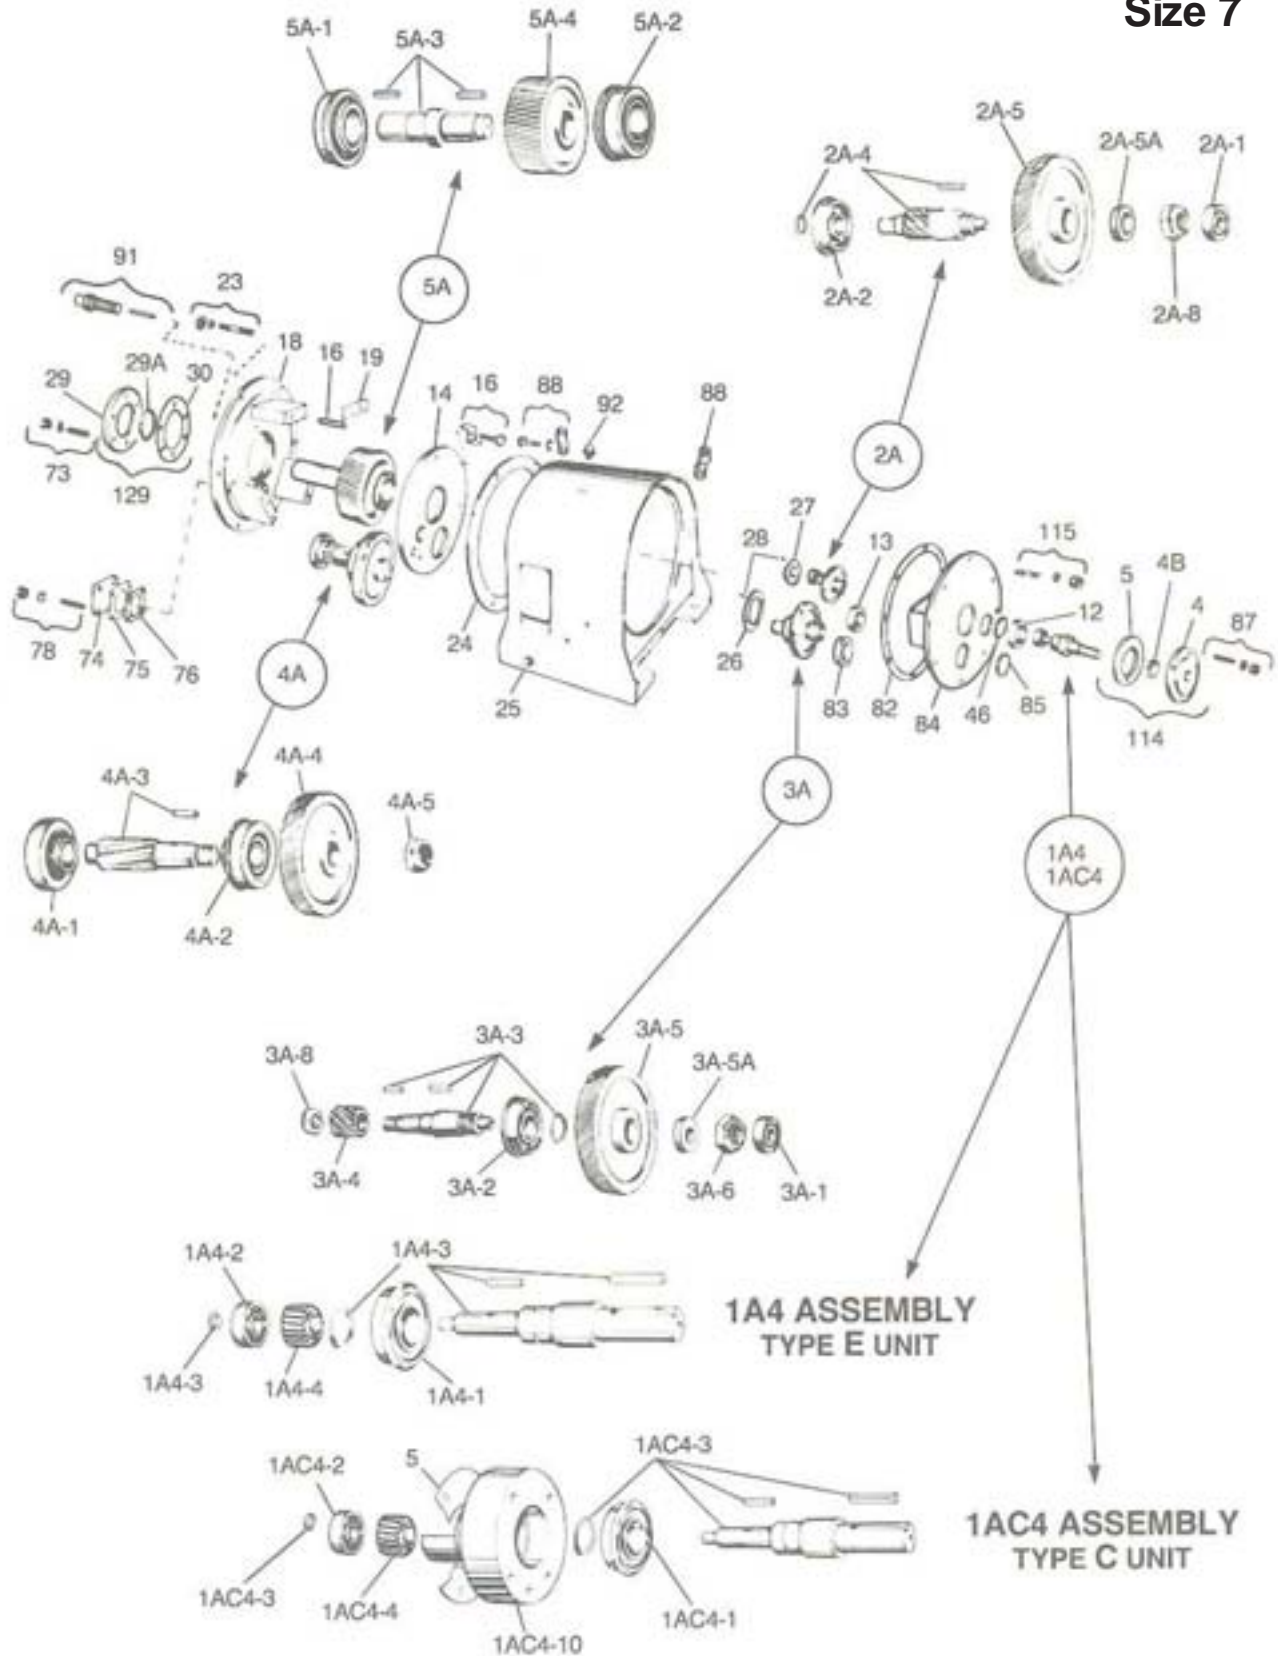 Size 7
5A-1
5A-3
5A-4
5A-2
2A-5
2A-4
2A-5A
2A-1
2A-2
2A-8
91
23
5A
18
16
19
29
29A
30
14
16
88
92
88
73
129
2A
27
28
13
115
5
4B
4
12
87
78
74
75
76
24
4A
25
26
83
82
84
46
85
114
4A-3
4A-4
4A-5
3A
4A-1
4A-2
1A4
1AC4
3A-8
3A-3
3A-5
3A-5A
3A-4
3A-2
3A-6
3A-1
1A4-2
1A4-3
1A4 ASSEMBLY
TYPE E UNIT
1A4-3
1A4-4
1A4-1
1AC4-2
5
1AC4-3
1AC4 ASSEMBLY
TYPE C UNIT
1AC4-3
1AC4-4
1AC4-1
1AC4-10